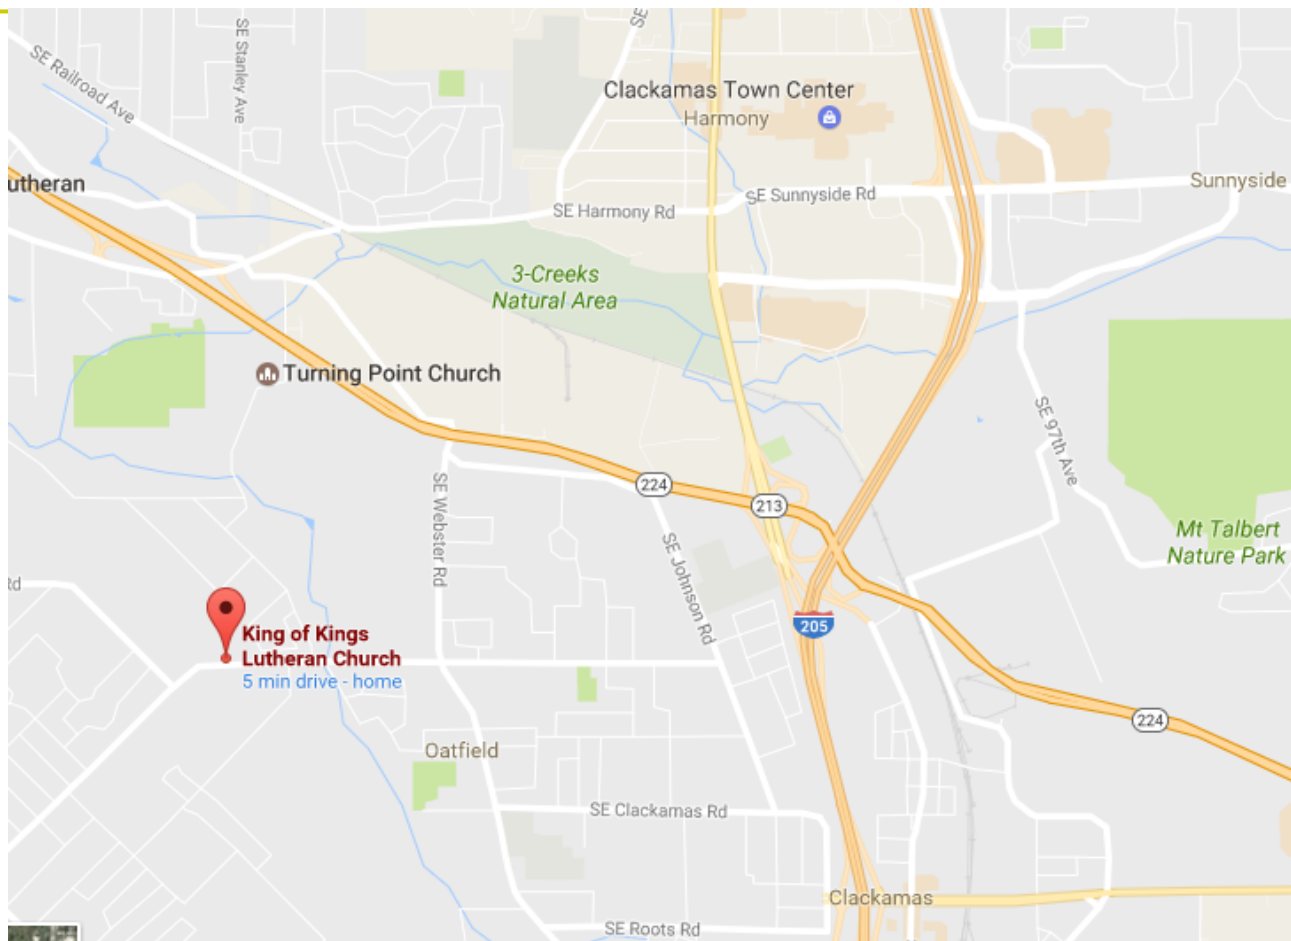 SE
SE Stanley Ave
SE Railroad Ave
Clackamas Town Center
Harmony
utheran
SE Sunnyside Rd
Sunnyside
SE Harmony Rd
3-Creeks
Natural Area
Turning Point Church
SE 97th Ave
SE Webster Rd
224
213
Mt Talbert
Nature Park
SE Johnson Rd
Rd
205
King of Kings
Lutheran Church
5 min drive - home
224
Oatfield
SE Clackamas Rd
Clackamas
SE Roots Rd